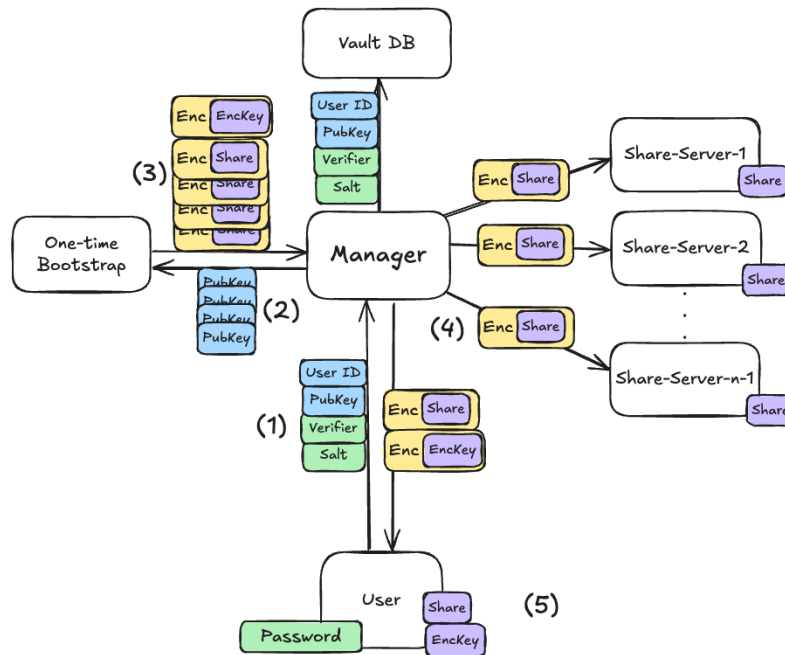 Vault DB
User ID
PubKey
Verifier
Salt
Enc EncKey
Enc Share
Enc Share
Enc Share
Enc Share
(3)
One-time
Bootstrap
Manager
PubKey
PubKey
PubKey
PubKey
(2)
Enc Share
Share-Server-1
Share
Enc Share
Share-Server-2
Share
(4)
Enc Share
Share-Server-n-1
Share
(1)
User ID
PubKey
Verifier
Salt
Enc Share
Enc EncKey
User
Password
Share
EncKey
(5)